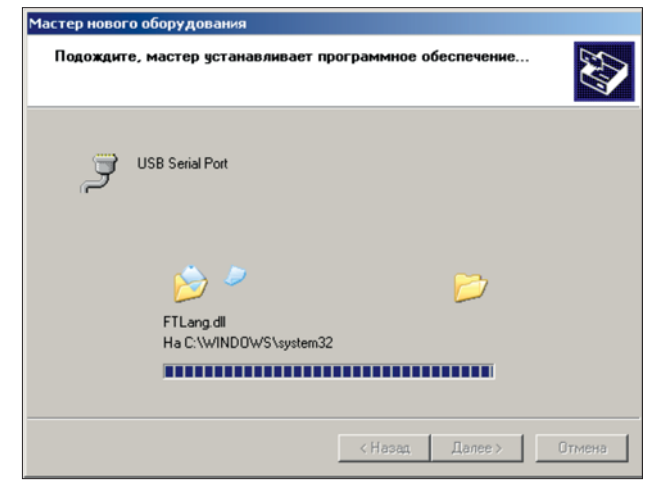 Мастер нового оборудования
Подождите, мастер устанавливает программное обеспечение...
USB Serial Port
FTLang.dll
На C:\WINDOWS\system32
< Назад Далее > Отмена